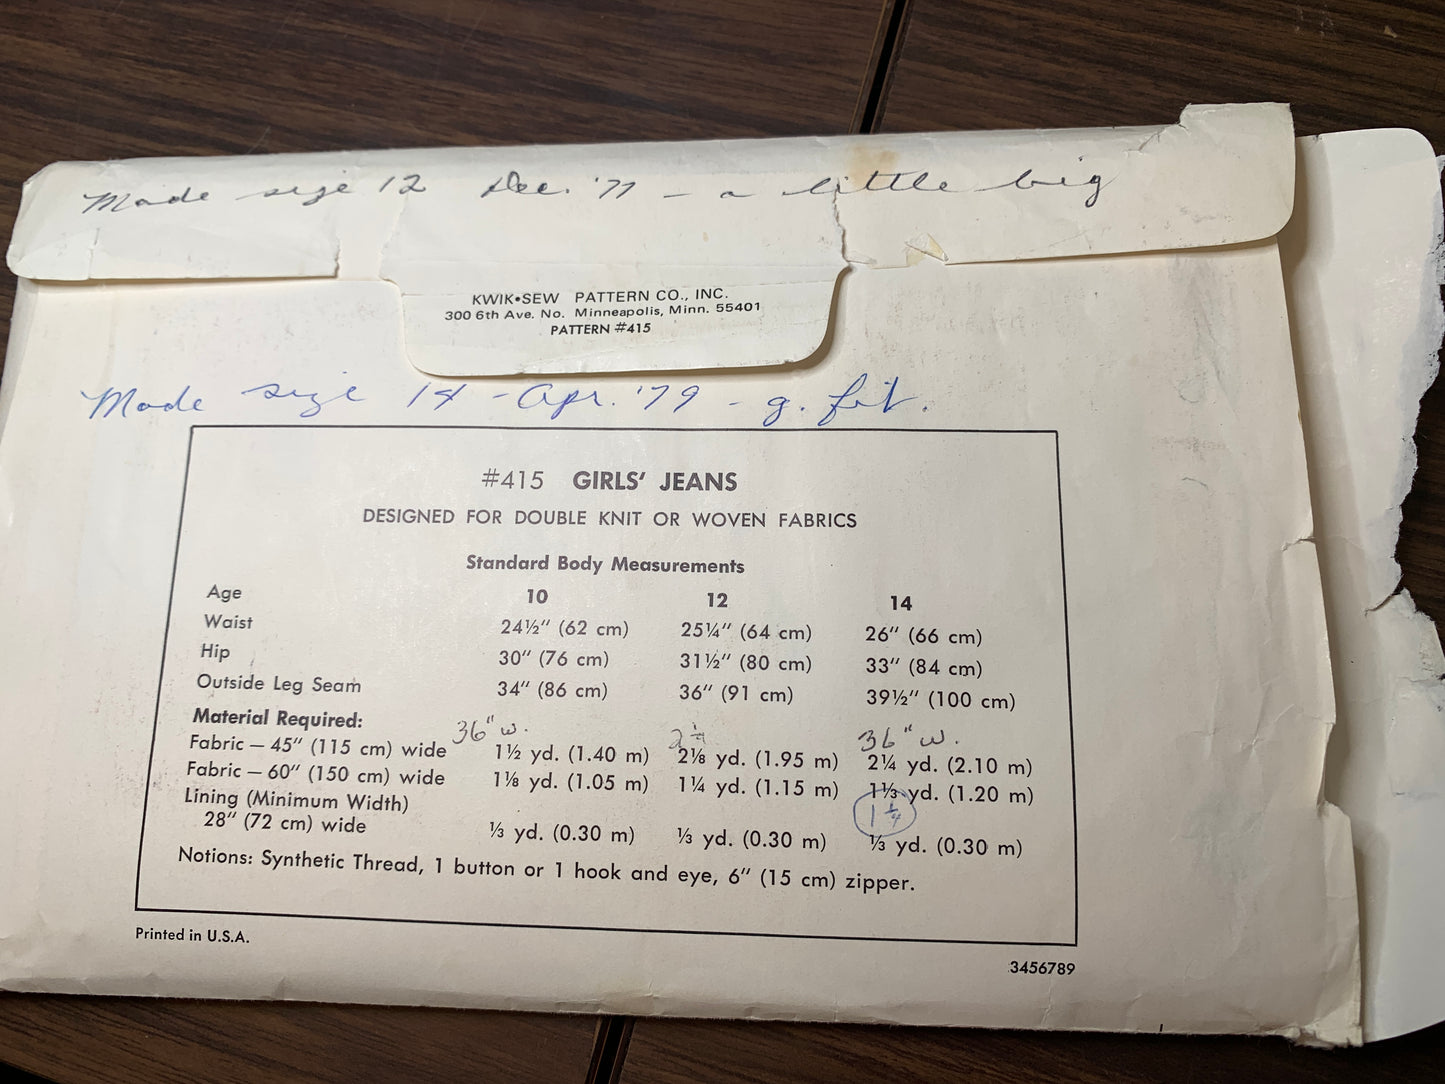 Made size 12 Dec. '77 – a little big
KWIK•SEW PATTERN CO., INC.
300 6th Ave. No. Minneapolis, Minn. 55401
PATTERN #415
Made size 14 – Apr. '79 – g. fit.
#415 GIRLS' JEANS
DESIGNED FOR DOUBLE KNIT OR WOVEN FABRICS
Standard Body Measurements
Age 10 12 14
Waist 24½" (62 cm) 25¼" (64 cm) 26" (66 cm)
Hip 30" (76 cm) 31½" (80 cm) 33" (84 cm)
Outside Leg Seam 34" (86 cm) 36" (91 cm) 39½" (100 cm)
Material Required:
36" w. 2¼ 36" w.
Fabric — 45" (115 cm) wide 1½ yd. (1.40 m) 2⅛ yd. (1.95 m) 2¼ yd. (2.10 m)
Fabric — 60" (150 cm) wide 1⅛ yd. (1.05 m) 1¼ yd. (1.15 m) 1⅓ yd. (1.20 m)
Lining (Minimum Width) 1¼
28" (72 cm) wide ⅓ yd. (0.30 m) ⅓ yd. (0.30 m) ⅓ yd. (0.30 m)
Notions: Synthetic Thread, 1 button or 1 hook and eye, 6" (15 cm) zipper.
Printed in U.S.A.
3456789